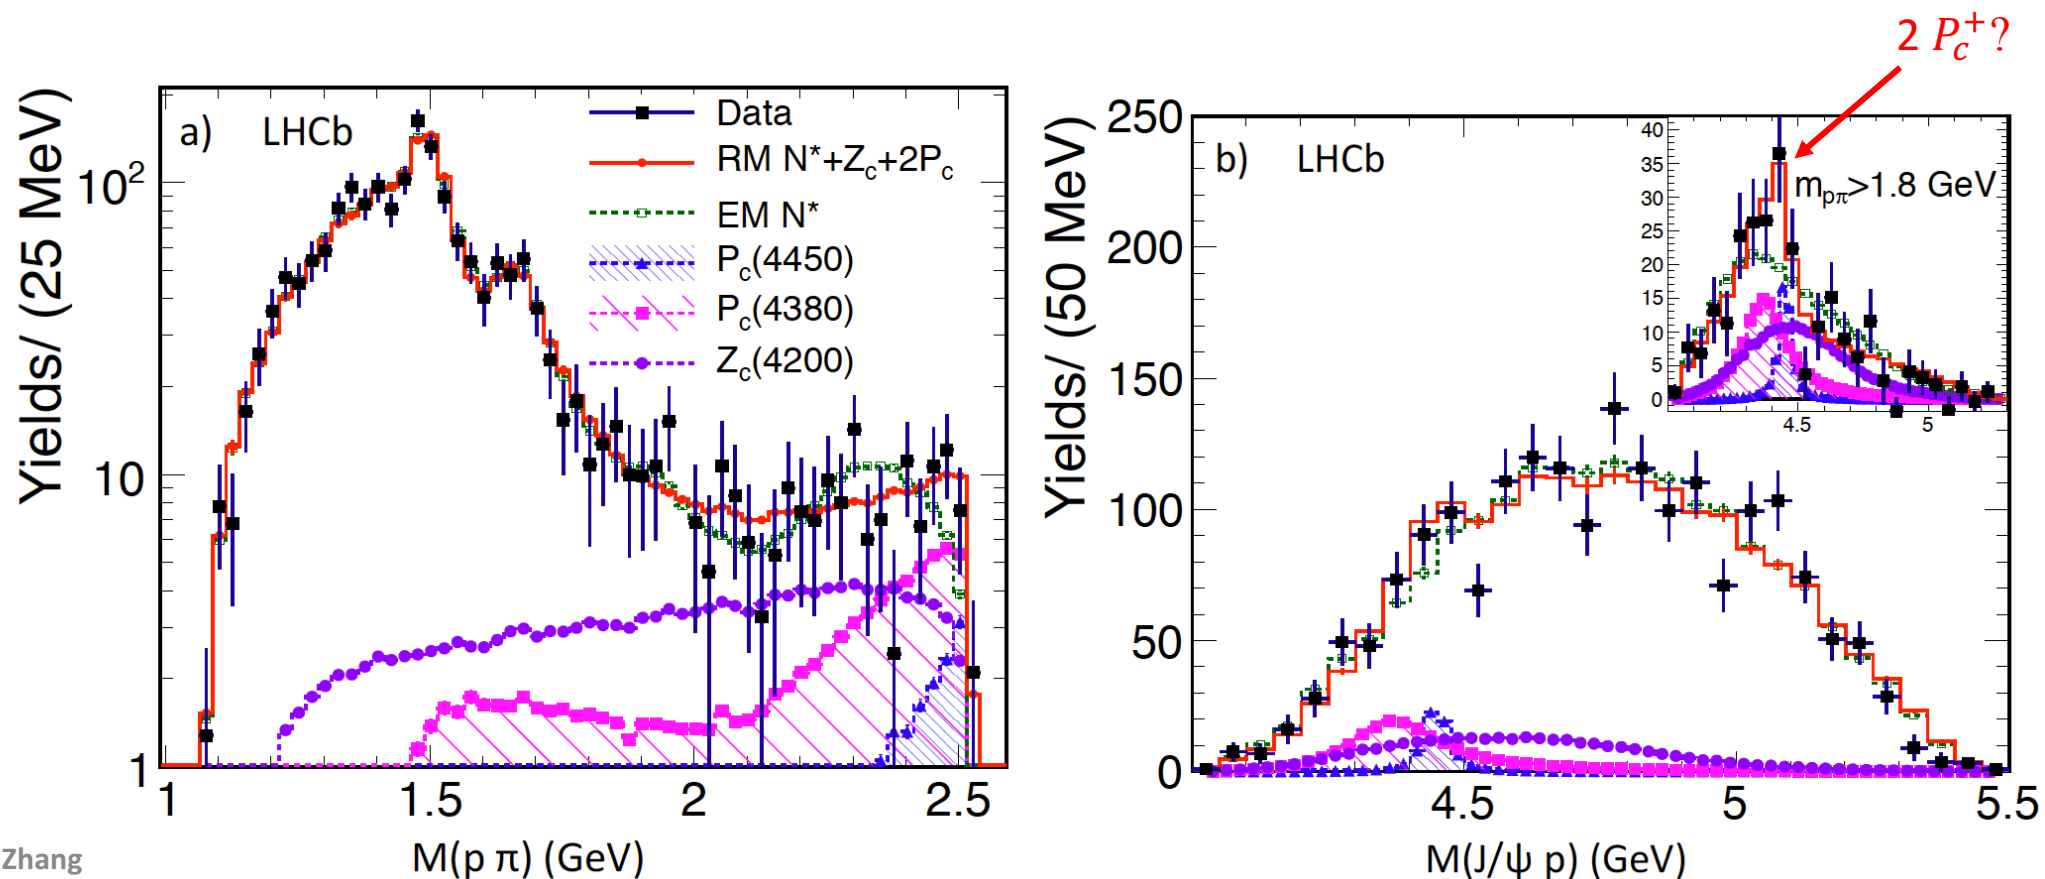 2 P_c^+?
a) LHCb
Data
RM N*+Z_c+2P_c
EM N*
P_c(4450)
P_c(4380)
Z_c(4200)
Yields/ (25 MeV)
10^2
10
1
1 1.5 2 2.5
M(p π) (GeV)
b) LHCb
m_pπ>1.8 GeV
40
35
30
25
20
15
10
5
0
4.5 5
Yields/ (50 MeV)
250
200
150
100
50
0
4.5 5 5.5
M(J/ψ p) (GeV)
Zhang